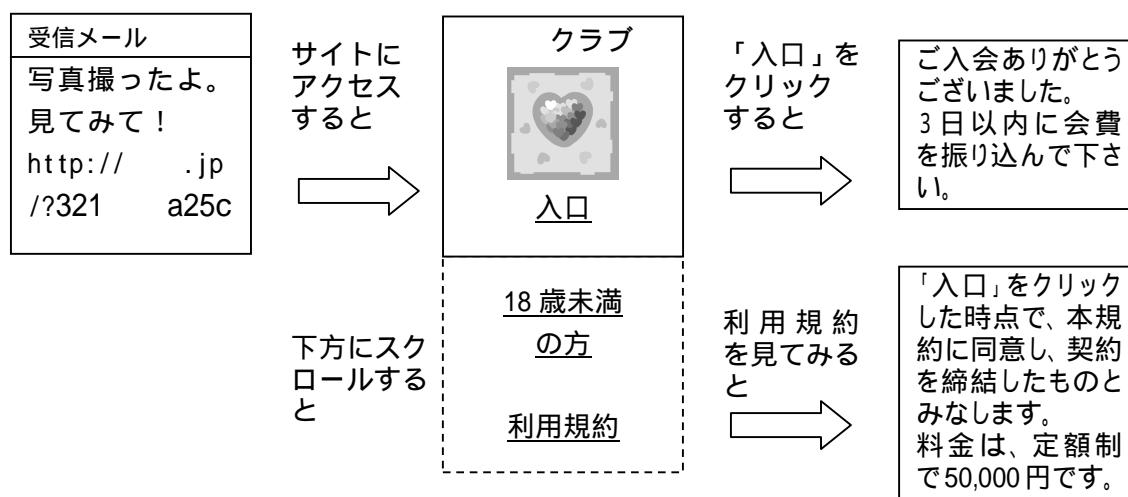 受信メール
写真撮ったよ。
見てみて！
http:// .jp
/?321 a25c
サイトに
アクセス
すると
クラブ
入口
「入口」を
クリック
すると
ご入会ありがとう
ございました。
3日以内に会費
を振り込んで下さ
い。
下方にスク
ロールする
と
18 歳未満
の方
利用規約
利用規約
を見てみる
と
「入口」をクリック
した時点で、本規
約に同意し、契約
を締結したものと
みなします。
料金は、定額制
で50,000円です。